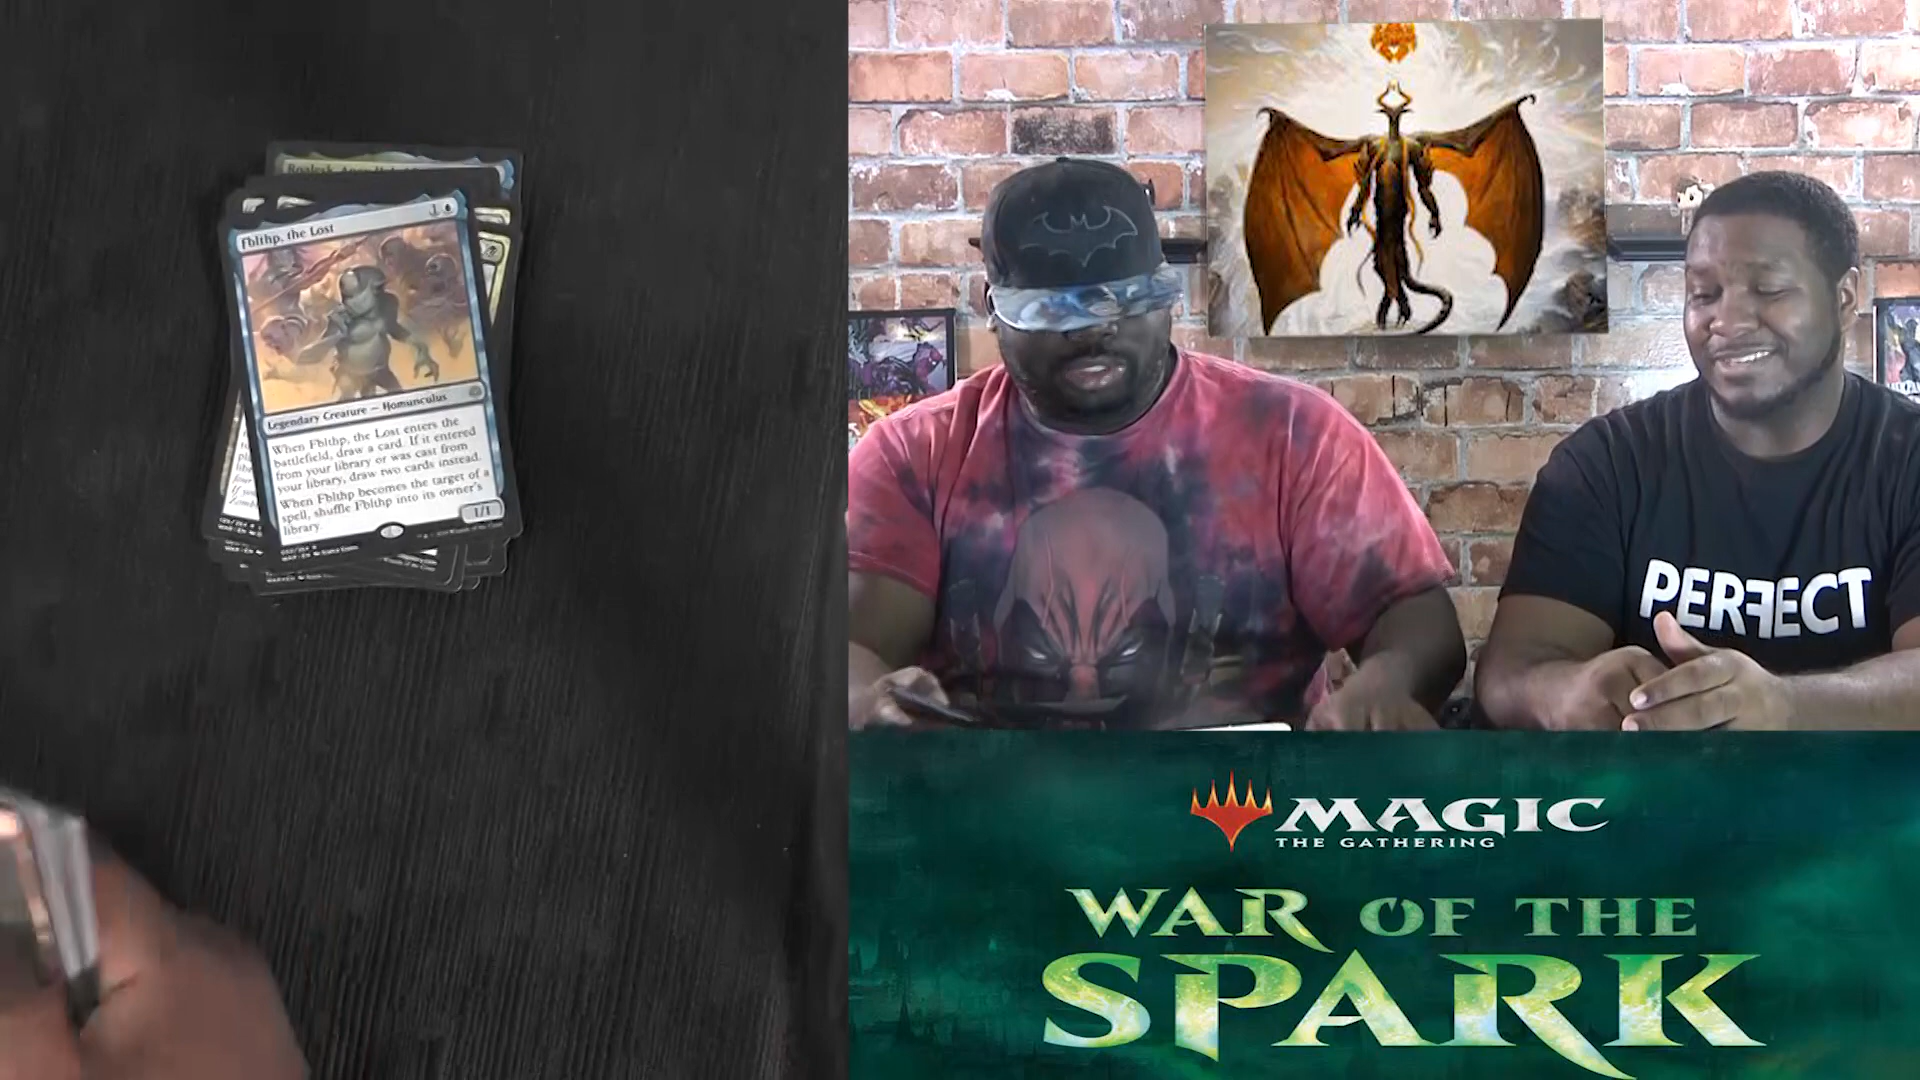 Fblthp, the Lost
1
Legendary Creature — Homunculus
When Fblthp, the Lost enters the
battlefield, draw a card. If it entered
from your library or was cast from
your library, draw two cards instead.
When Fblthp becomes the target of a
spell, shuffle Fblthp into its owner's
library.
1/1
PERFECT
MAGIC
THE GATHERING
WAR OF THE
SPARK